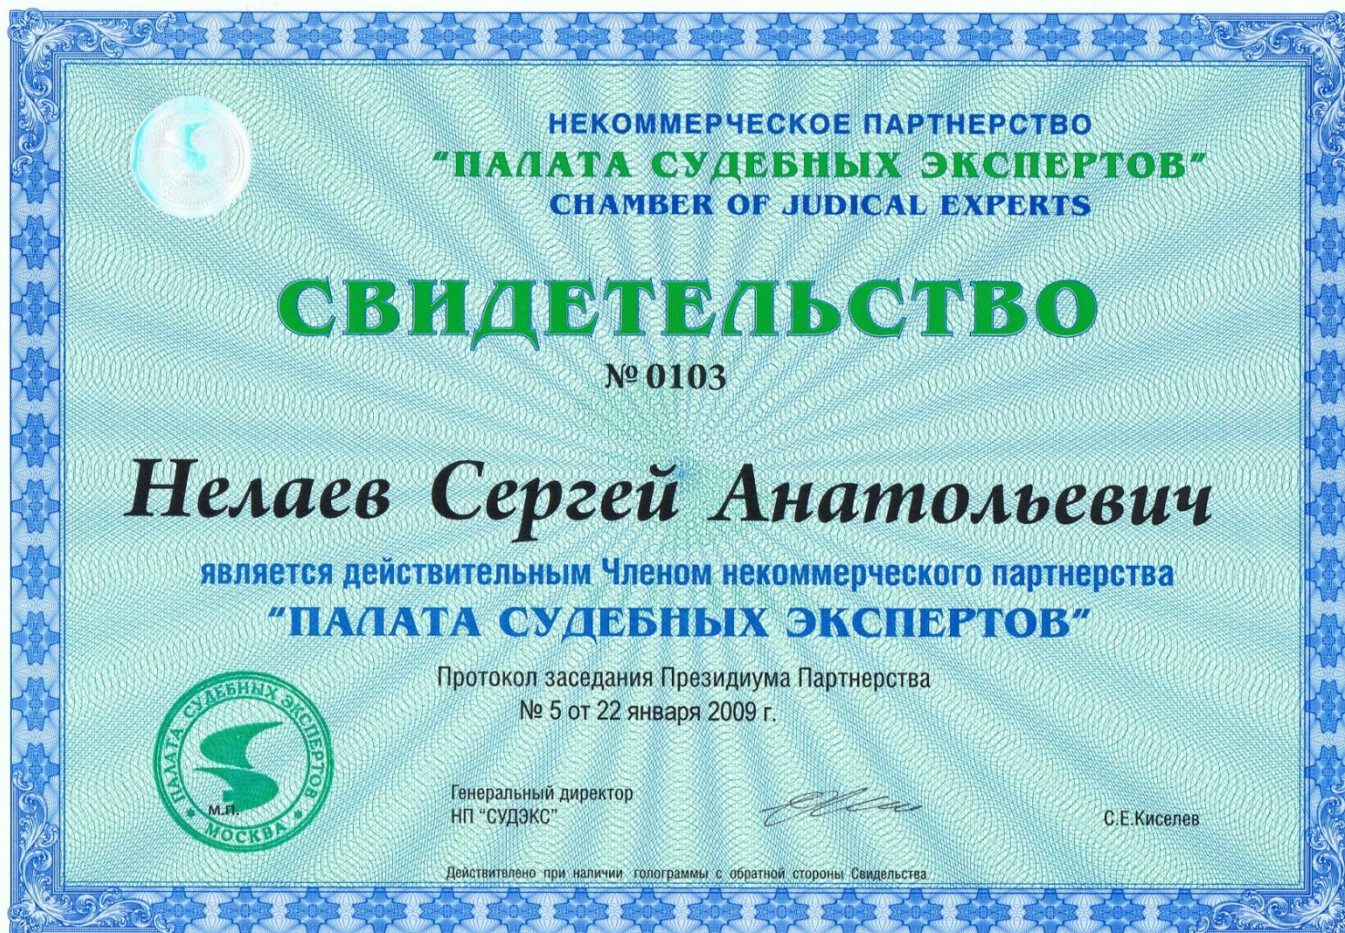 НЕКОММЕРЧЕСКОЕ ПАРТНЕРСТВО
"ПАЛАТА СУДЕБНЫХ ЭКСПЕРТОВ"
CHAMBER OF JUDICAL EXPERTS
СВИДЕТЕЛЬСТВО
№ 0103
Нелаев Сергей Анатольевич
является действительным Членом некоммерческого партнерства
"ПАЛАТА СУДЕБНЫХ ЭКСПЕРТОВ"
Протокол заседания Президиума Партнерства
№ 5 от 22 января 2009 г.
ПАЛАТА СУДЕБНЫХ ЭКСПЕРТОВ
М.П.
МОСКВА
Генеральный директор
НП "СУДЭКС"
С.Е.Киселев
Действителено при наличии голограммы с обратной стороны Свидетельства